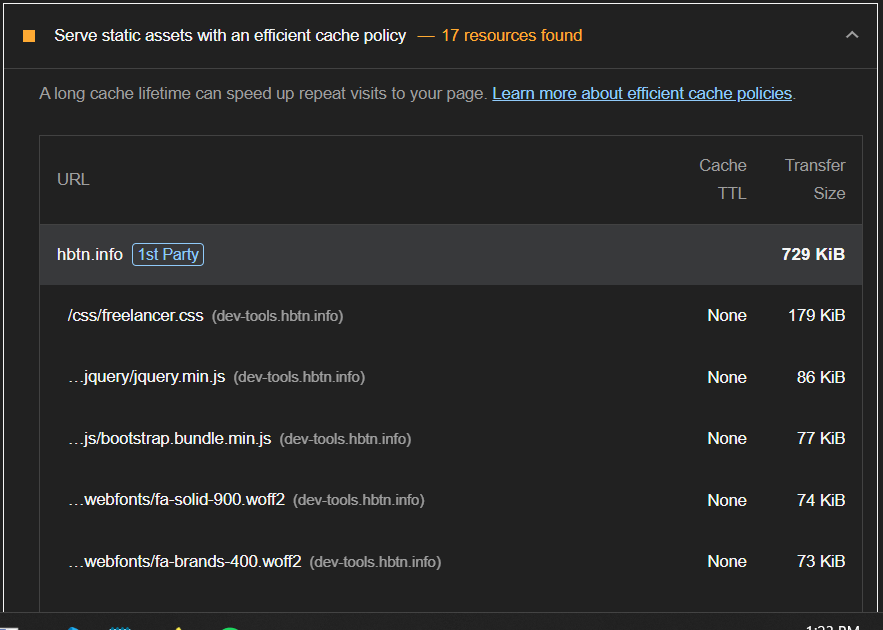 Serve static assets with an efficient cache policy — 17 resources found
A long cache lifetime can speed up repeat visits to your page. Learn more about efficient cache policies.
URL Cache TTL Transfer Size
hbtn.info 1st Party 729 KiB
/css/freelancer.css (dev-tools.hbtn.info) None 179 KiB
…jquery/jquery.min.js (dev-tools.hbtn.info) None 86 KiB
…js/bootstrap.bundle.min.js (dev-tools.hbtn.info) None 77 KiB
…webfonts/fa-solid-900.woff2 (dev-tools.hbtn.info) None 74 KiB
…webfonts/fa-brands-400.woff2 (dev-tools.hbtn.info) None 73 KiB